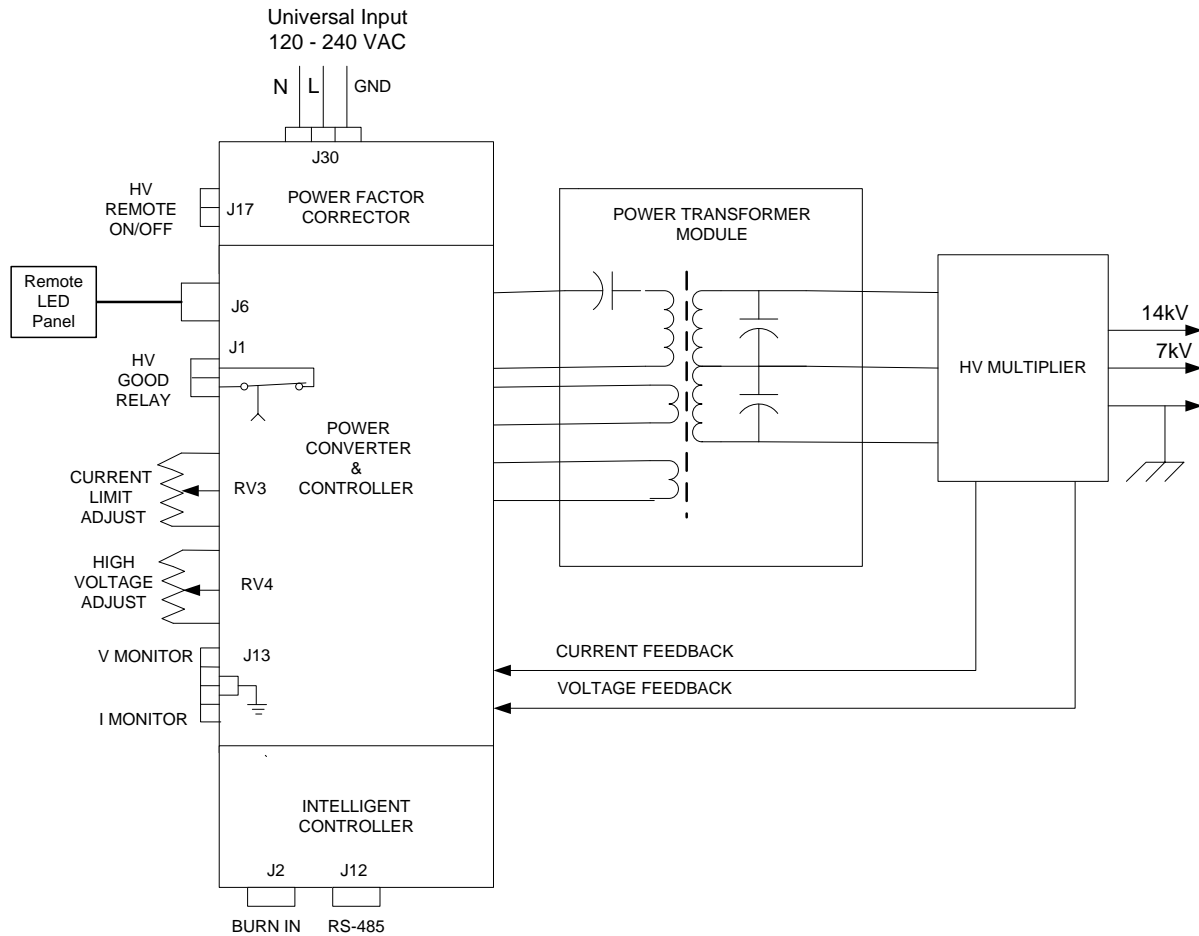 Universal Input
120 - 240 VAC
N
L
GND
J30
HV
REMOTE
ON/OFF
J17
POWER FACTOR
CORRECTOR
Remote
LED
Panel
J6
HV
GOOD
RELAY
J1
POWER
CONVERTER
&
CONTROLLER
CURRENT
LIMIT
ADJUST
RV3
HIGH
VOLTAGE
ADJUST
RV4
V MONITOR
J13
I MONITOR
INTELLIGENT
CONTROLLER
J2
J12
BURN IN
RS-485
POWER TRANSFORMER
MODULE
HV MULTIPLIER
14kV
7kV
CURRENT FEEDBACK
VOLTAGE FEEDBACK